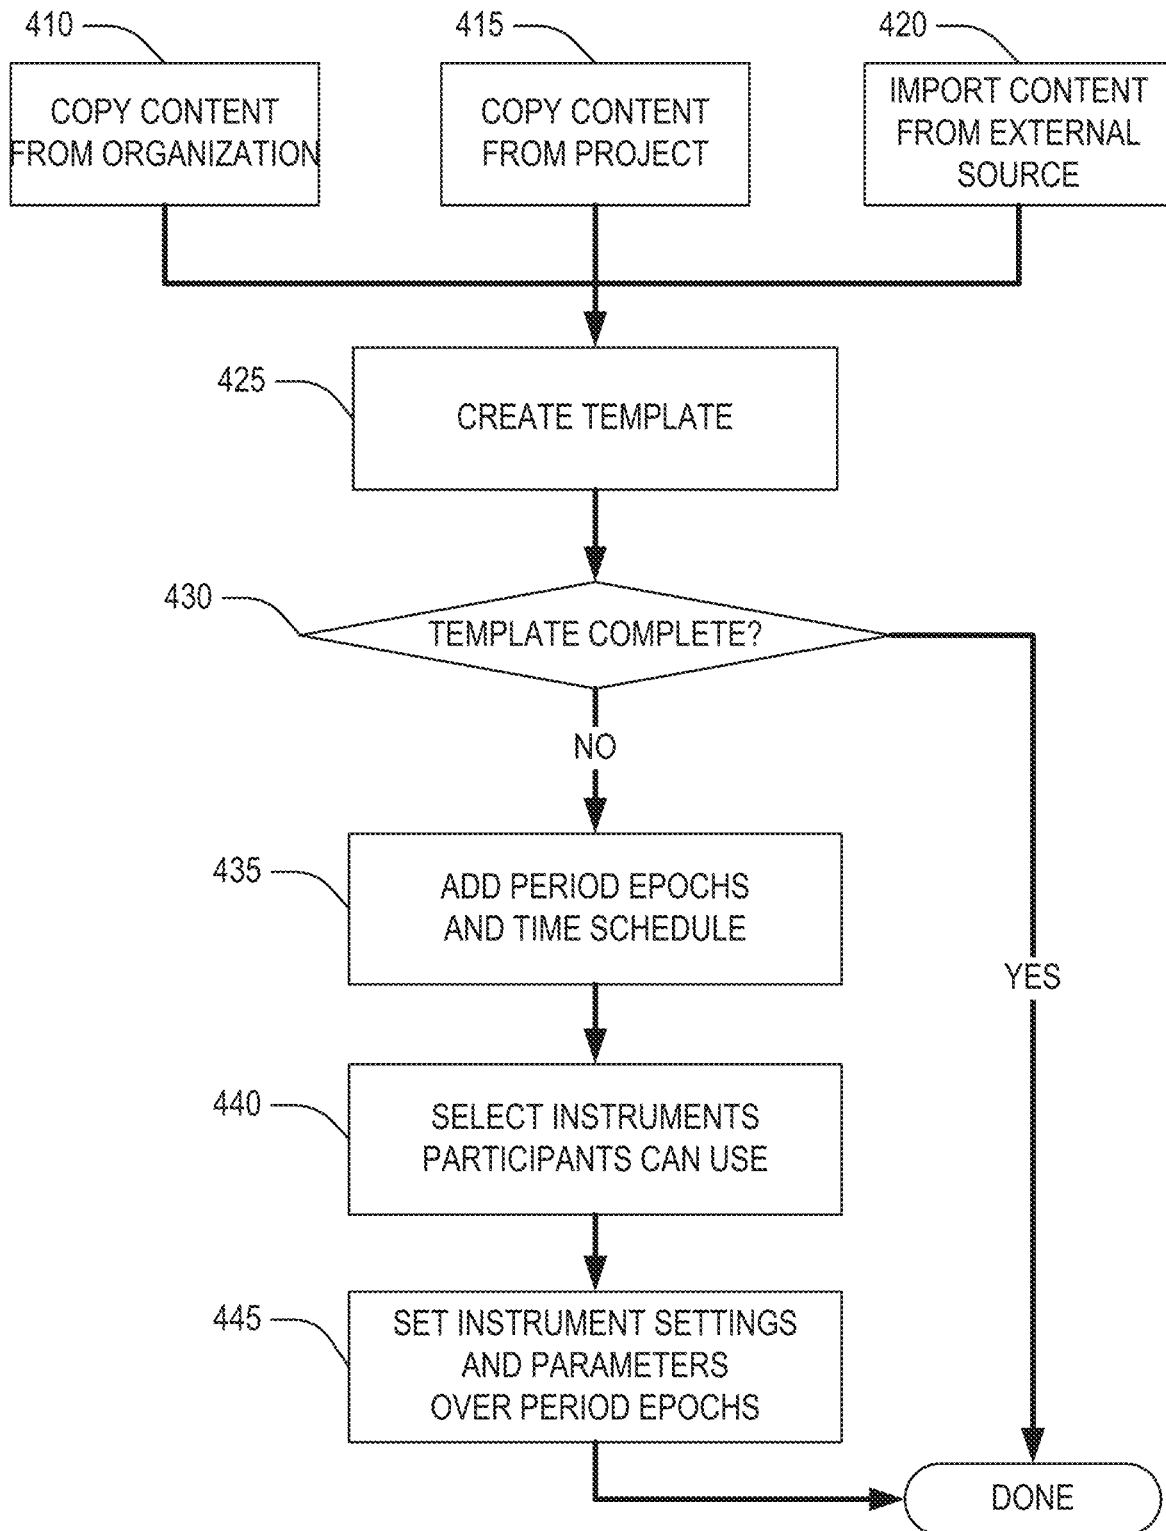 410
415
420
COPY CONTENT
FROM ORGANIZATION
COPY CONTENT
FROM PROJECT
IMPORT CONTENT
FROM EXTERNAL
SOURCE
425
CREATE TEMPLATE
430
TEMPLATE COMPLETE?
NO
435
ADD PERIOD EPOCHS
AND TIME SCHEDULE
YES
440
SELECT INSTRUMENTS
PARTICIPANTS CAN USE
445
SET INSTRUMENT SETTINGS
AND PARAMETERS
OVER PERIOD EPOCHS
DONE